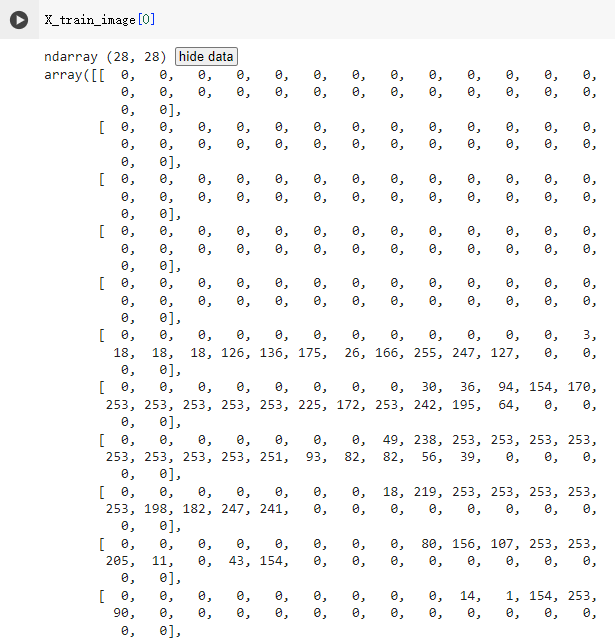 X_train_image[0]
ndarray (28, 28) hide data
array([[ 0, 0, 0, 0, 0, 0, 0, 0, 0, 0, 0, 0, 0,
0, 0, 0, 0, 0, 0, 0, 0, 0, 0, 0, 0, 0,
0, 0],
[ 0, 0, 0, 0, 0, 0, 0, 0, 0, 0, 0, 0, 0,
0, 0, 0, 0, 0, 0, 0, 0, 0, 0, 0, 0, 0,
0, 0],
[ 0, 0, 0, 0, 0, 0, 0, 0, 0, 0, 0, 0, 0,
0, 0, 0, 0, 0, 0, 0, 0, 0, 0, 0, 0, 0,
0, 0],
[ 0, 0, 0, 0, 0, 0, 0, 0, 0, 0, 0, 0, 0,
0, 0, 0, 0, 0, 0, 0, 0, 0, 0, 0, 0, 0,
0, 0],
[ 0, 0, 0, 0, 0, 0, 0, 0, 0, 0, 0, 0, 0,
0, 0, 0, 0, 0, 0, 0, 0, 0, 0, 0, 0, 0,
0, 0],
[ 0, 0, 0, 0, 0, 0, 0, 0, 0, 0, 0, 0, 3,
18, 18, 18, 126, 136, 175, 26, 166, 255, 247, 127, 0, 0,
0, 0],
[ 0, 0, 0, 0, 0, 0, 0, 0, 30, 36, 94, 154, 170,
253, 253, 253, 253, 253, 225, 172, 253, 242, 195, 64, 0, 0,
0, 0],
[ 0, 0, 0, 0, 0, 0, 0, 49, 238, 253, 253, 253, 253,
253, 253, 253, 253, 251, 93, 82, 82, 56, 39, 0, 0, 0,
0, 0],
[ 0, 0, 0, 0, 0, 0, 0, 18, 219, 253, 253, 253, 253,
253, 198, 182, 247, 241, 0, 0, 0, 0, 0, 0, 0, 0,
0, 0],
[ 0, 0, 0, 0, 0, 0, 0, 0, 80, 156, 107, 253, 253,
205, 11, 0, 43, 154, 0, 0, 0, 0, 0, 0, 0, 0,
0, 0],
[ 0, 0, 0, 0, 0, 0, 0, 0, 0, 14, 1, 154, 253,
90, 0, 0, 0, 0, 0, 0, 0, 0, 0, 0, 0, 0,
0, 0],